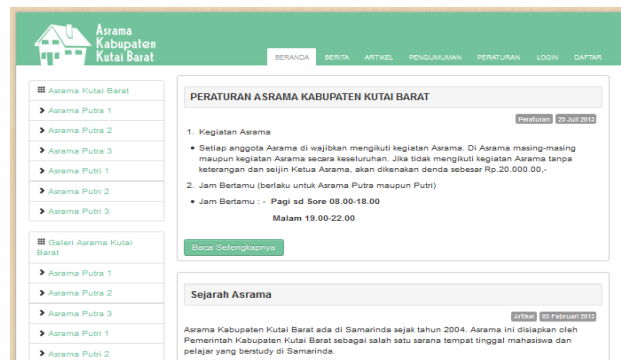 Asrama
Kabupaten
Kutai Barat
BERANDA BERITA ARTIKEL PENGUMUMAN PERATURAN LOGIN DAFTAR
Asrama Kutai Barat
Asrama Putra 1
Asrama Putra 2
Asrama Putra 3
Asrama Putri 1
Asrama Putri 2
Asrama Putri 3
Galeri Asrama Kutai
Barat
Asrama Putra 1
Asrama Putra 2
Asrama Putra 3
Asrama Putri 1
Asrama Putri 2
PERATURAN ASRAMA KABUPATEN KUTAI BARAT
Peraturan 25 Juli 2013
1. Kegiatan Asrama
• Setiap anggota Asrama di wajibkan mengikuti kegiatan Asrama. Di Asrama masing-masing
maupun kegiatan Asrama secara keseluruhan. Jika tidak mengikuti kegiatan Asrama tanpa
keterangan dan seijin Ketua Asrama, akan dikenakan denda sebesar Rp.20.000.00,-
2. Jam Bertamu (berlaku untuk Asrama Putra maupun Putri)
• Jam Bertamu : - Pagi sd Sore 08.00-18.00
Malam 19.00-22.00
Baca Selengkapnya
Sejarah Asrama
Artikel 05 Februari 2013
Asrama Kabupaten Kutai Barat ada di Samarinda sejak tahun 2004. Asrama ini disiapkan oleh
Pemerintah Kabupaten Kutai Barat sebagai salah satu sarana tempat tinggal mahasiswa dan
pelajar yang berstudy di Samarinda.